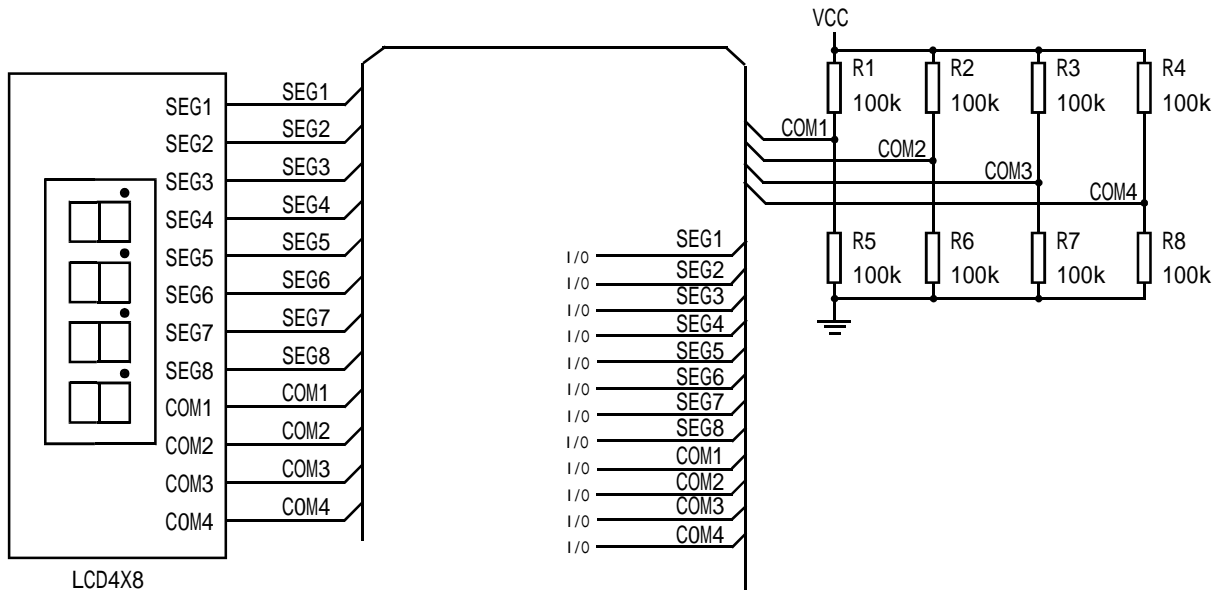 VCC
R1
100k
R2
100k
R3
100k
R4
100k
COM1
COM2
COM3
COM4
R5
100k
R6
100k
R7
100k
R8
100k
SEG1 SEG1
SEG2 SEG2
SEG3 SEG3
SEG4 SEG4
SEG5 SEG5
SEG6 SEG6
SEG7 SEG7
SEG8 SEG8
COM1 COM1
COM2 COM2
COM3 COM3
COM4 COM4
LCD4X8
I/O SEG1
I/O SEG2
I/O SEG3
I/O SEG4
I/O SEG5
I/O SEG6
I/O SEG7
I/O SEG8
I/O COM1
I/O COM2
I/O COM3
I/O COM4